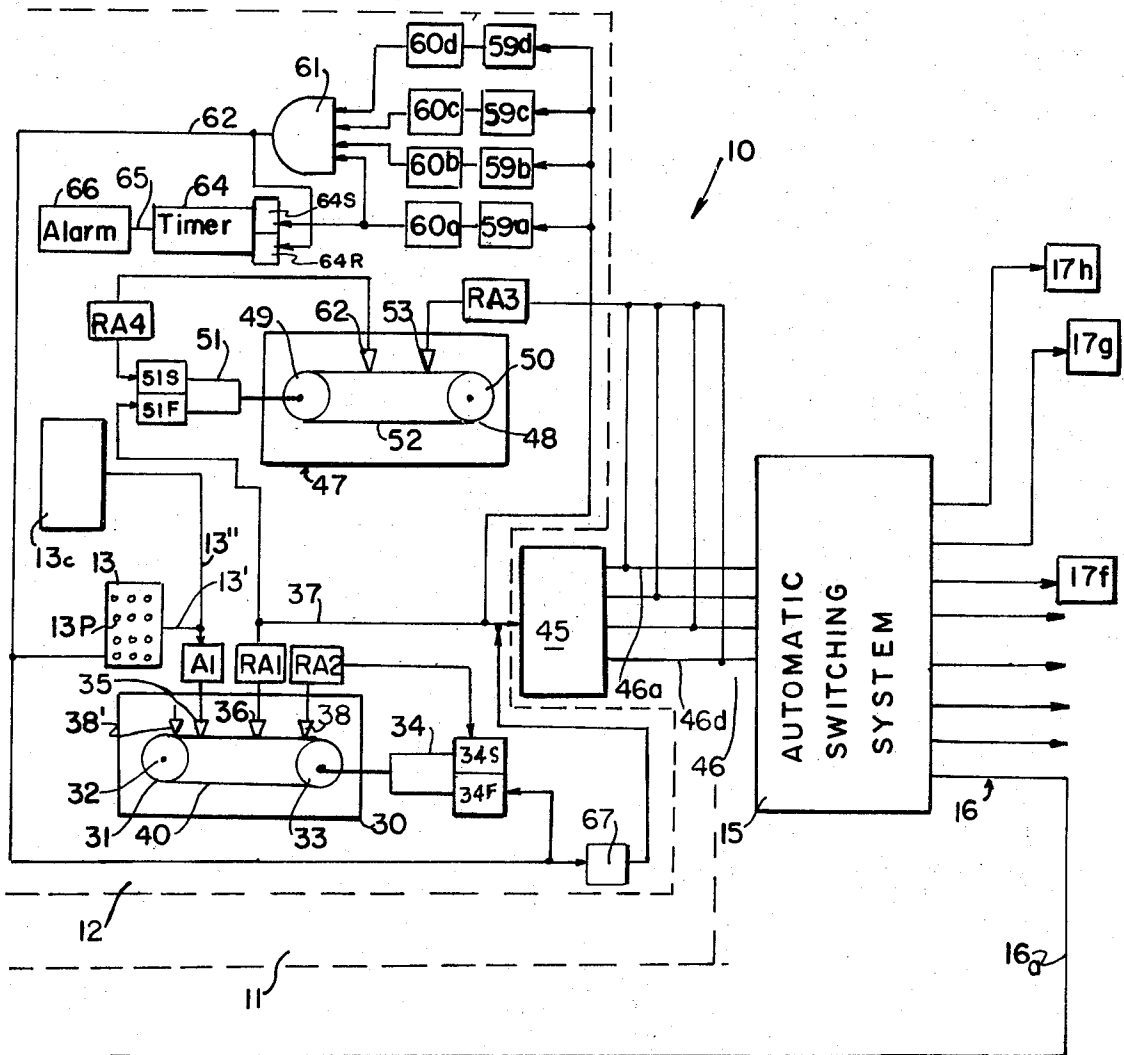 60d
59d
61
62
60c
59c
60b
59b
10
66
65
64
64S
Alarm
Timer
60a
59a
64R
17h
RA3
RA4
49
62
53
50
17g
51
51S
51F
52
48
47
13c
13"
13
13'
37
13P
45
17f
A1
RA1
RA2
46a
35
36
38
38'
34
46d
46
34S
34F
32
31
40
33
30
67
AUTOMATIC
SWITCHING
SYSTEM
15
16
12
11
16a